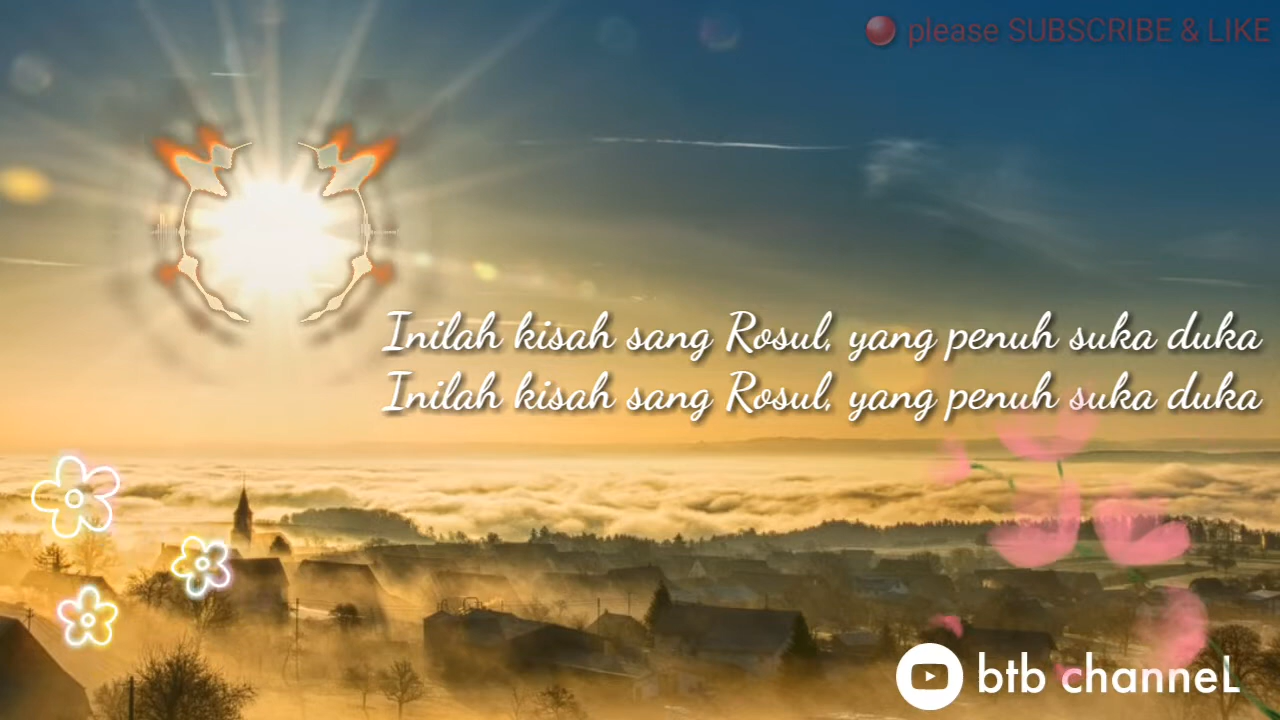 please SUBSCRIBE & LIKE
Inilah kisah sang Rosul, yang penuh suka duka
Inilah kisah sang Rosul, yang penuh suka duka
btb channeL